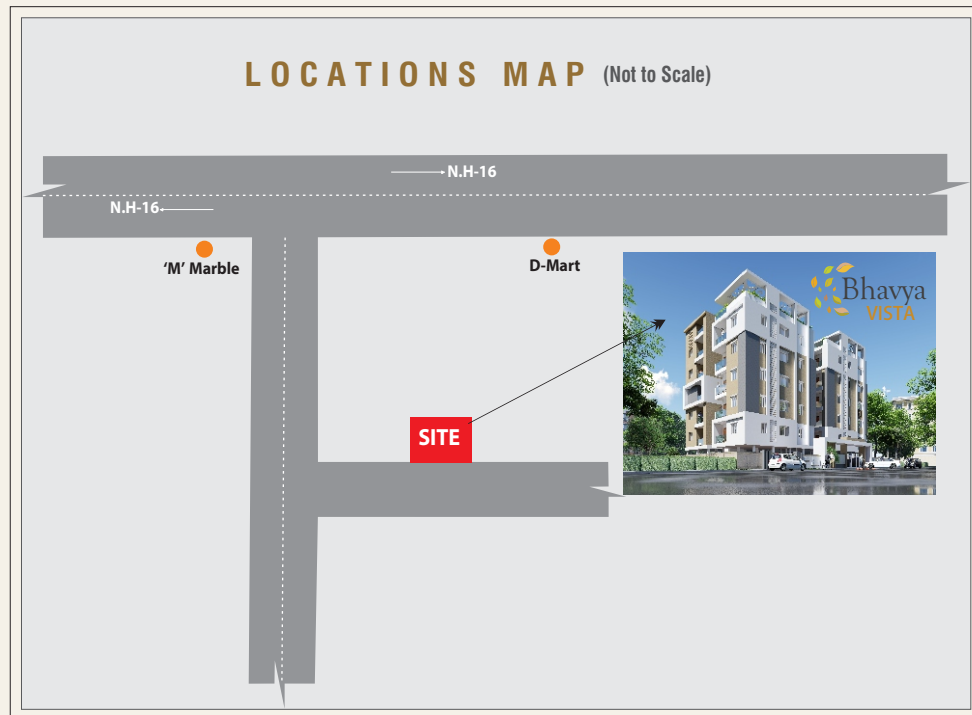 LOCATIONS MAP (Not to Scale)
N.H-16
N.H-16
‘M’ Marble
D-Mart
Bhavya
VISTA
SITE